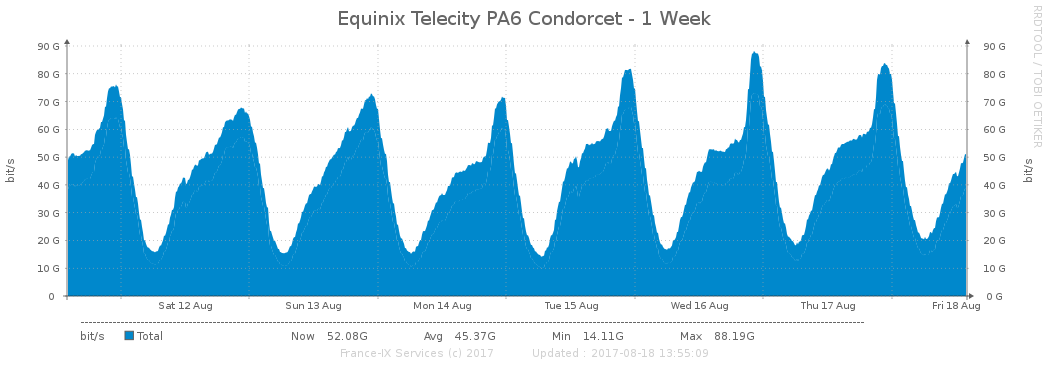 Equinix Telecity PA6 Condorcet - 1 Week
RRDTOOL / TOBI OETIKER
bit/s
90 G 90 G
80 G 80 G
70 G 70 G
60 G 60 G
50 G 50 G
40 G 40 G
30 G 30 G
20 G 20 G
10 G 10 G
0 0 G
bit/s
Sat 12 Aug Sun 13 Aug Mon 14 Aug Tue 15 Aug Wed 16 Aug Thu 17 Aug Fri 18 Aug
bit/s Total Now 52.08G Avg 45.37G Min 14.11G Max 88.19G
France-IX Services (c) 2017 Updated : 2017-08-18 13:55:09